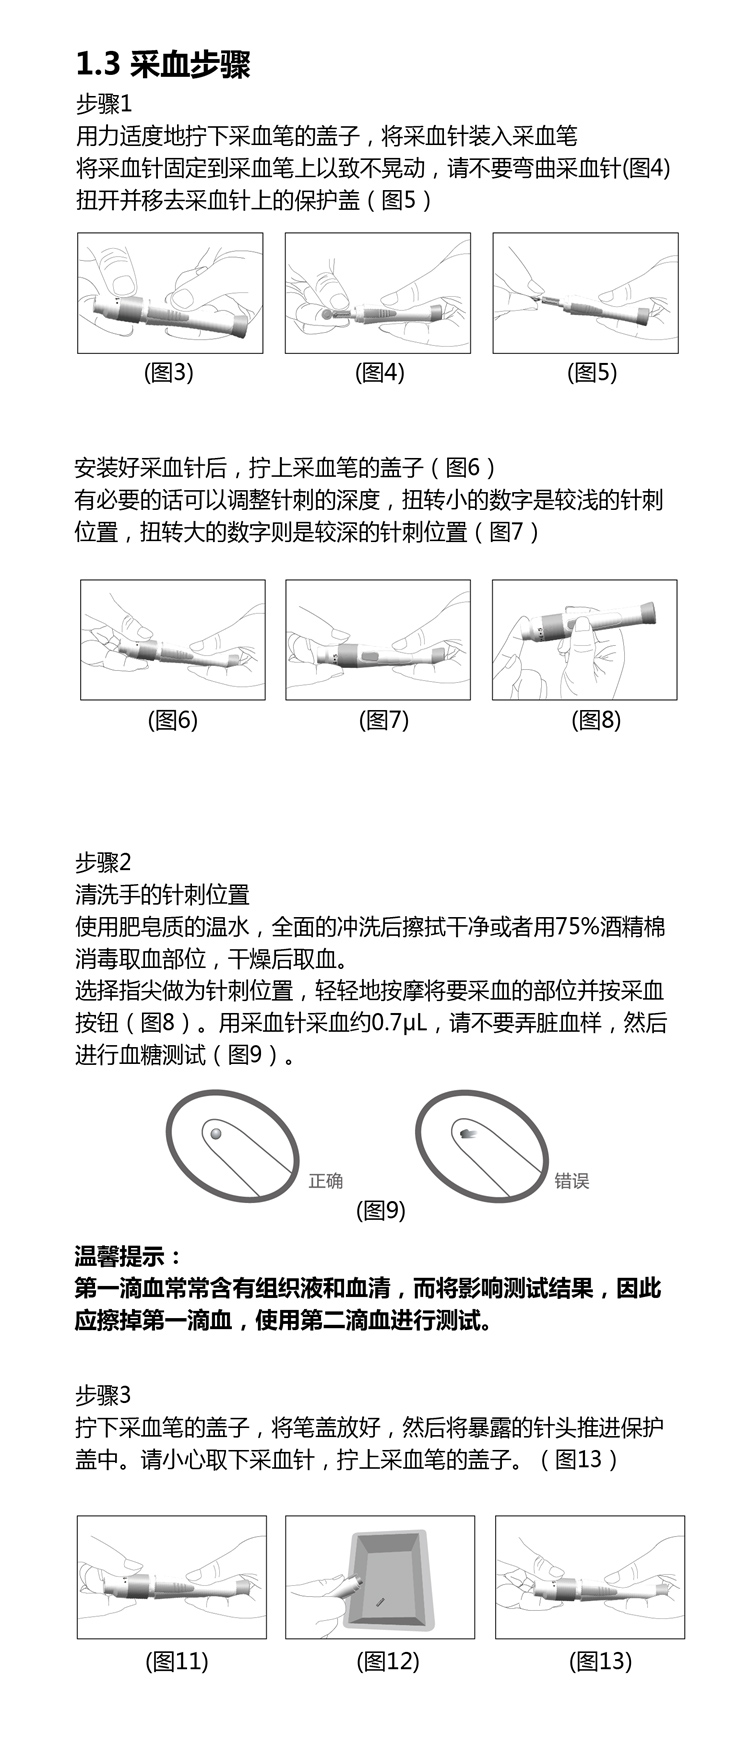 1.3 采血步骤
步骤1
用力适度地拧下采血笔的盖子，将采血针装入采血笔
将采血针固定到采血笔上以致不晃动，请不要弯曲采血针(图4)
扭开并移去采血针上的保护盖（图5）
(图3)
(图4)
(图5)
安装好采血针后，拧上采血笔的盖子（图6）
有必要的话可以调整针刺的深度，扭转小的数字是较浅的针刺
位置，扭转大的数字则是较深的针刺位置（图7）
(图6)
(图7)
(图8)
步骤2
清洗手的针刺位置
使用肥皂质的温水，全面的冲洗后擦拭干净或者用75%酒精棉
消毒取血部位，干燥后取血。
选择指尖做为针刺位置，轻轻地按摩将要采血的部位并按采血
按钮（图8）。用采血针采血约0.7μL，请不要弄脏血样，然后
进行血糖测试（图9）。
正确
错误
(图9)
温馨提示：
第一滴血常常含有组织液和血清，而将影响测试结果，因此
应擦掉第一滴血，使用第二滴血进行测试。
步骤3
拧下采血笔的盖子，将笔盖放好，然后将暴露的针头推进保护
盖中。请小心取下采血针，拧上采血笔的盖子。（图13）
(图11)
(图12)
(图13)